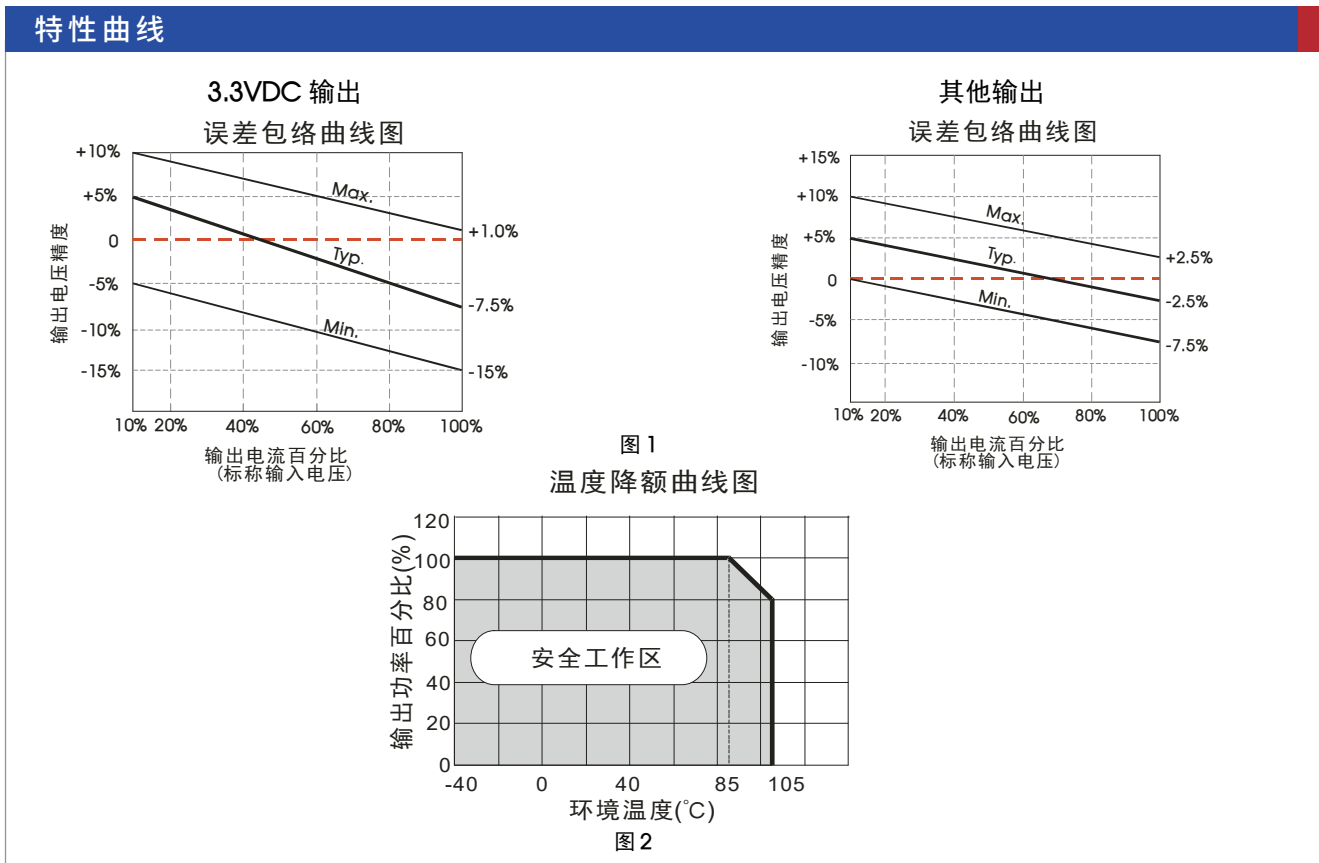 特性曲线
3.3VDC 输出
误差包络曲线图
+10%
+5%
0
-5%
-10%
-15%
输出电压精度
Max.
Typ.
Min.
+1.0%
-7.5%
-15%
10% 20% 40% 60% 80% 100%
输出电流百分比
(标称输入电压)
其他输出
误差包络曲线图
+15%
+10%
+5%
0
-5%
-10%
输出电压精度
Max.
Typ.
Min.
+2.5%
-2.5%
-7.5%
10% 20% 40% 60% 80% 100%
输出电流百分比
(标称输入电压)
图1
温度降额曲线图
120
100
80
60
40
20
0
输出功率百分比(%)
安全工作区
-40 0 40 85 105
环境温度(℃)
图2